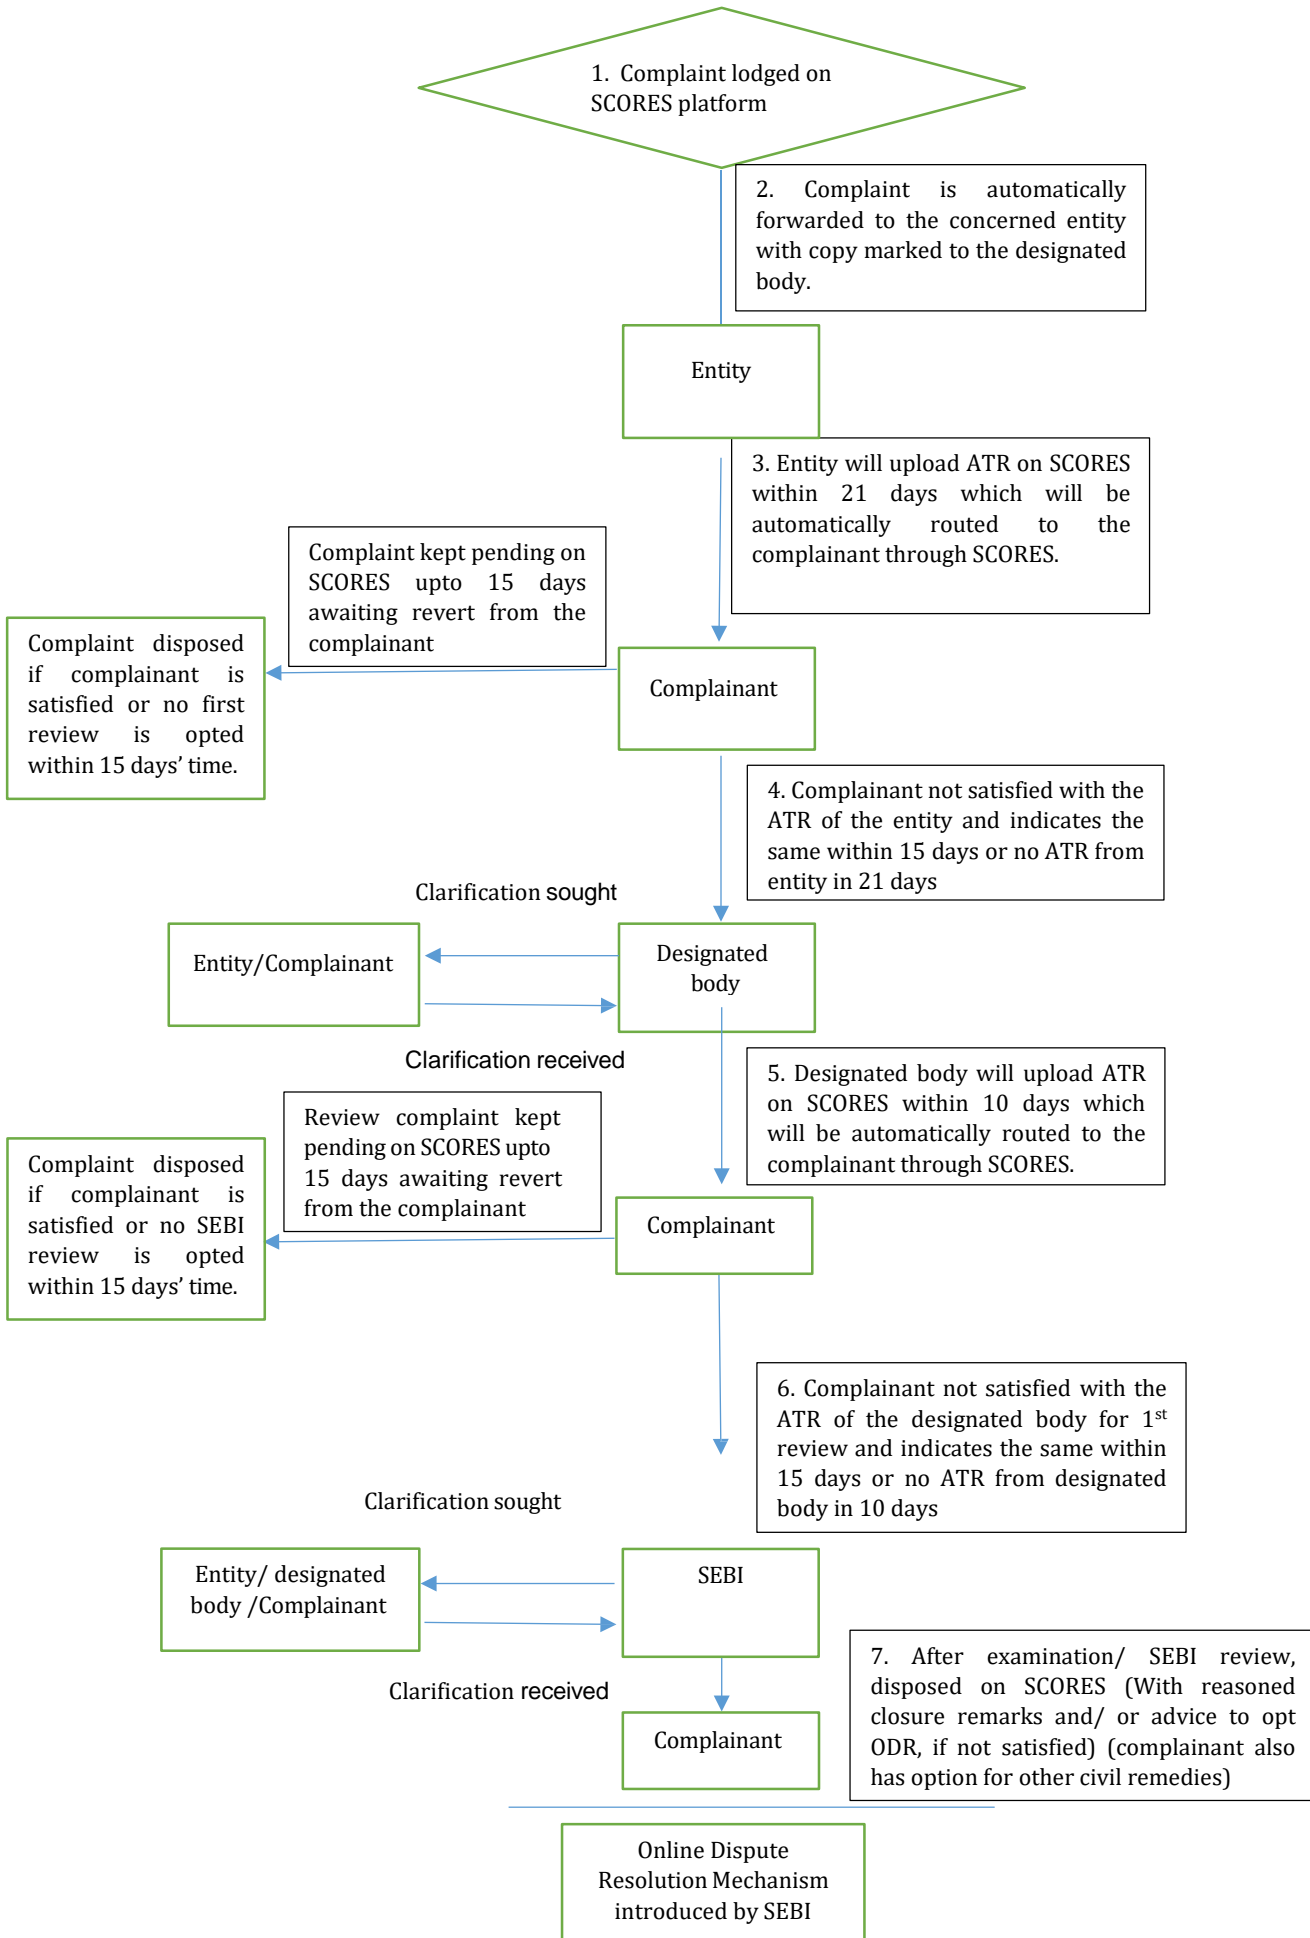 1. Complaint lodged on
SCORES platform
2. Complaint is automatically
forwarded to the concerned entity
with copy marked to the designated
body.
Entity
3. Entity will upload ATR on SCORES
within 21 days which will be
automatically routed to the
complainant through SCORES.
Complaint kept pending on
SCORES upto 15 days
awaiting revert from the
complainant
Complaint disposed
if complainant is
satisfied or no first
review is opted
within 15 days’ time.
Complainant
4. Complainant not satisfied with the
ATR of the entity and indicates the
same within 15 days or no ATR from
entity in 21 days
Clarification sought
Entity/Complainant
Designated
body
Clarification received
5. Designated body will upload ATR
on SCORES within 10 days which
will be automatically routed to the
complainant through SCORES.
Review complaint kept
pending on SCORES upto
15 days awaiting revert
from the complainant
Complaint disposed
if complainant is
satisfied or no SEBI
review is opted
within 15 days’ time.
Complainant
6. Complainant not satisfied with the
ATR of the designated body for 1st
review and indicates the same within
15 days or no ATR from designated
body in 10 days
Clarification sought
Entity/ designated
body /Complainant
SEBI
Clarification received
7. After examination/ SEBI review,
disposed on SCORES (With reasoned
closure remarks and/ or advice to opt
ODR, if not satisfied) (complainant also
has option for other civil remedies)
Complainant
Online Dispute
Resolution Mechanism
introduced by SEBI